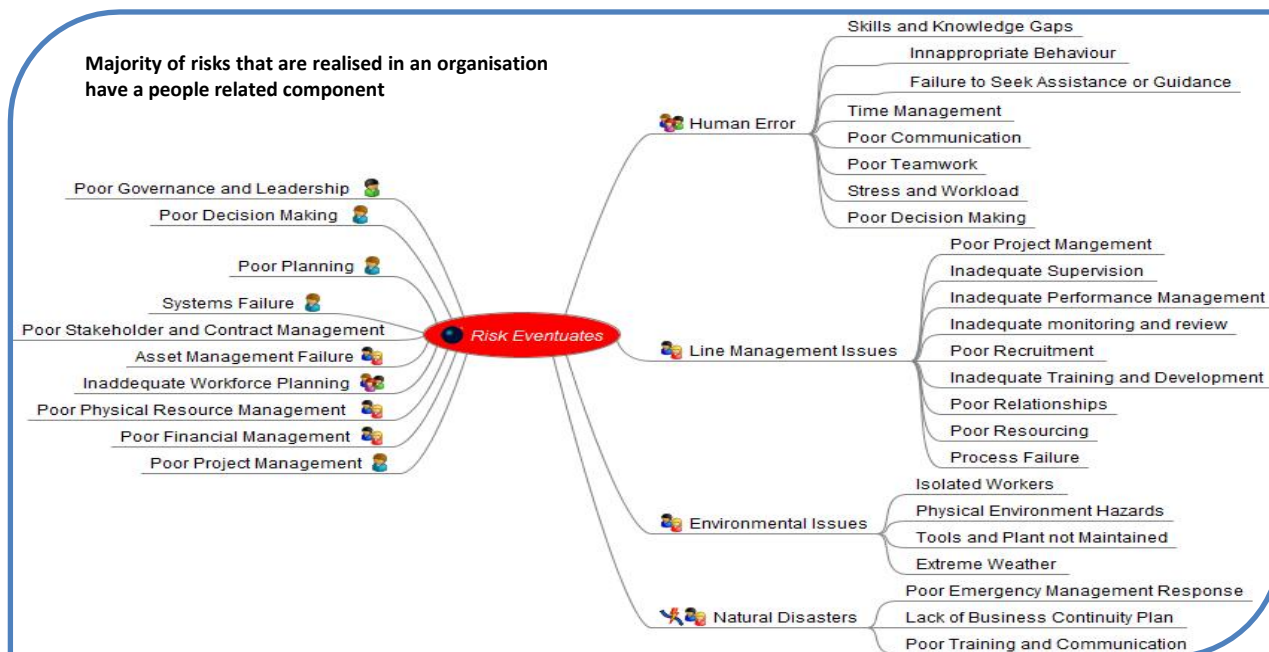 Majority of risks that are realised in an organisation
have a people related component
Poor Governance and Leadership
Poor Decision Making
Poor Planning
Systems Failure
Poor Stakeholder and Contract Management
Asset Management Failure
Inaddequate Workforce Planning
Poor Physical Resource Management
Poor Financial Management
Poor Project Management
Risk Eventuates
Human Error
Skills and Knowledge Gaps
Innappropriate Behaviour
Failure to Seek Assistance or Guidance
Time Management
Poor Communication
Poor Teamwork
Stress and Workload
Poor Decision Making
Line Management Issues
Poor Project Mangement
Inadequate Supervision
Inadequate Performance Management
Inadequate monitoring and review
Poor Recruitment
Inadequate Training and Development
Poor Relationships
Poor Resourcing
Process Failure
Environmental Issues
Isolated Workers
Physical Environment Hazards
Tools and Plant not Maintained
Extreme Weather
Natural Disasters
Poor Emergency Management Response
Lack of Business Continuity Plan
Poor Training and Communication